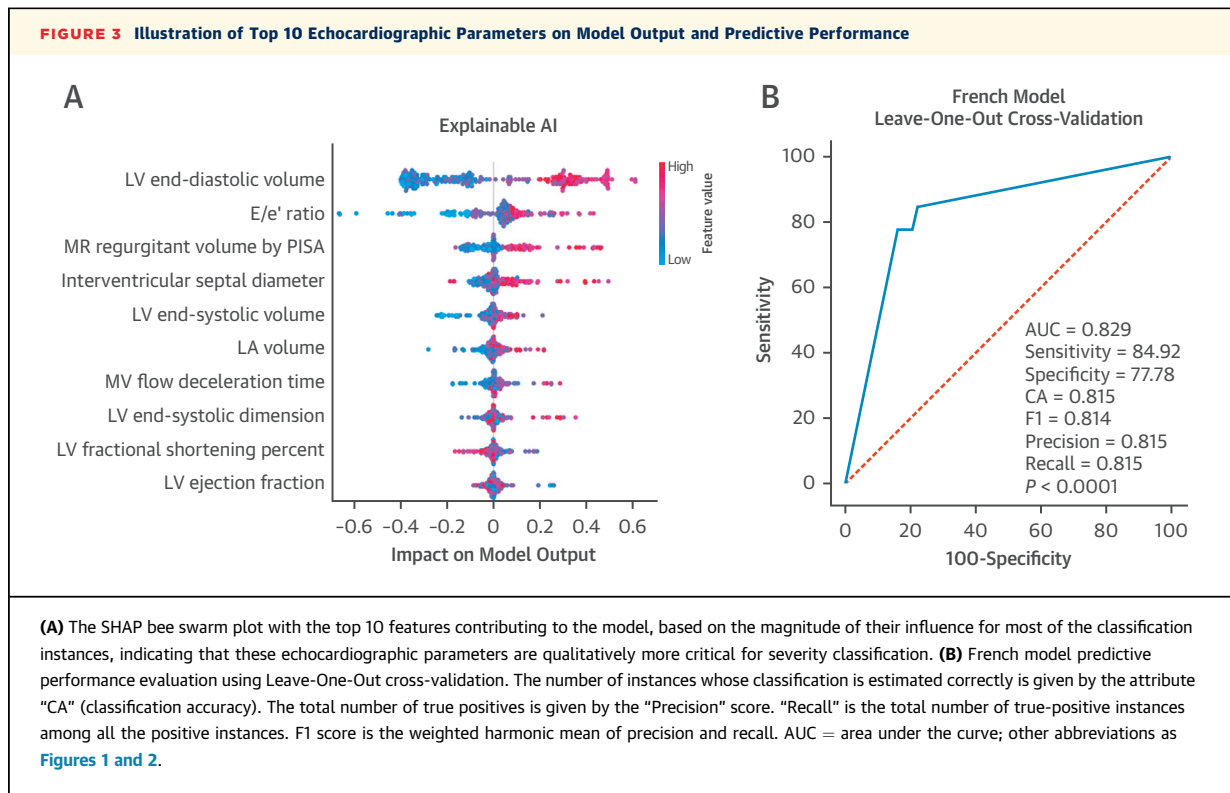 FIGURE 3 Illustration of Top 10 Echocardiographic Parameters on Model Output and Predictive Performance
A
Explainable AI
LV end-diastolic volume
E/e' ratio
MR regurgitant volume by PISA
Interventricular septal diameter
LV end-systolic volume
LA volume
MV flow deceleration time
LV end-systolic dimension
LV fractional shortening percent
LV ejection fraction
High
Feature value
Low
-0.6 -0.4 -0.2 0 0.2 0.4 0.6
Impact on Model Output
B
French Model
Leave-One-Out Cross-Validation
100
80
60
40
20
0
Sensitivity
AUC = 0.829
Sensitivity = 84.92
Specificity = 77.78
CA = 0.815
F1 = 0.814
Precision = 0.815
Recall = 0.815
P < 0.0001
0 20 40 60 80 100
100-Specificity
(A) The SHAP bee swarm plot with the top 10 features contributing to the model, based on the magnitude of their influence for most of the classification
instances, indicating that these echocardiographic parameters are qualitatively more critical for severity classification. (B) French model predictive
performance evaluation using Leave-One-Out cross-validation. The number of instances whose classification is estimated correctly is given by the attribute
“CA” (classification accuracy). The total number of true positives is given by the “Precision” score. “Recall” is the total number of true-positive instances
among all the positive instances. F1 score is the weighted harmonic mean of precision and recall. AUC = area under the curve; other abbreviations as
Figures 1 and 2.